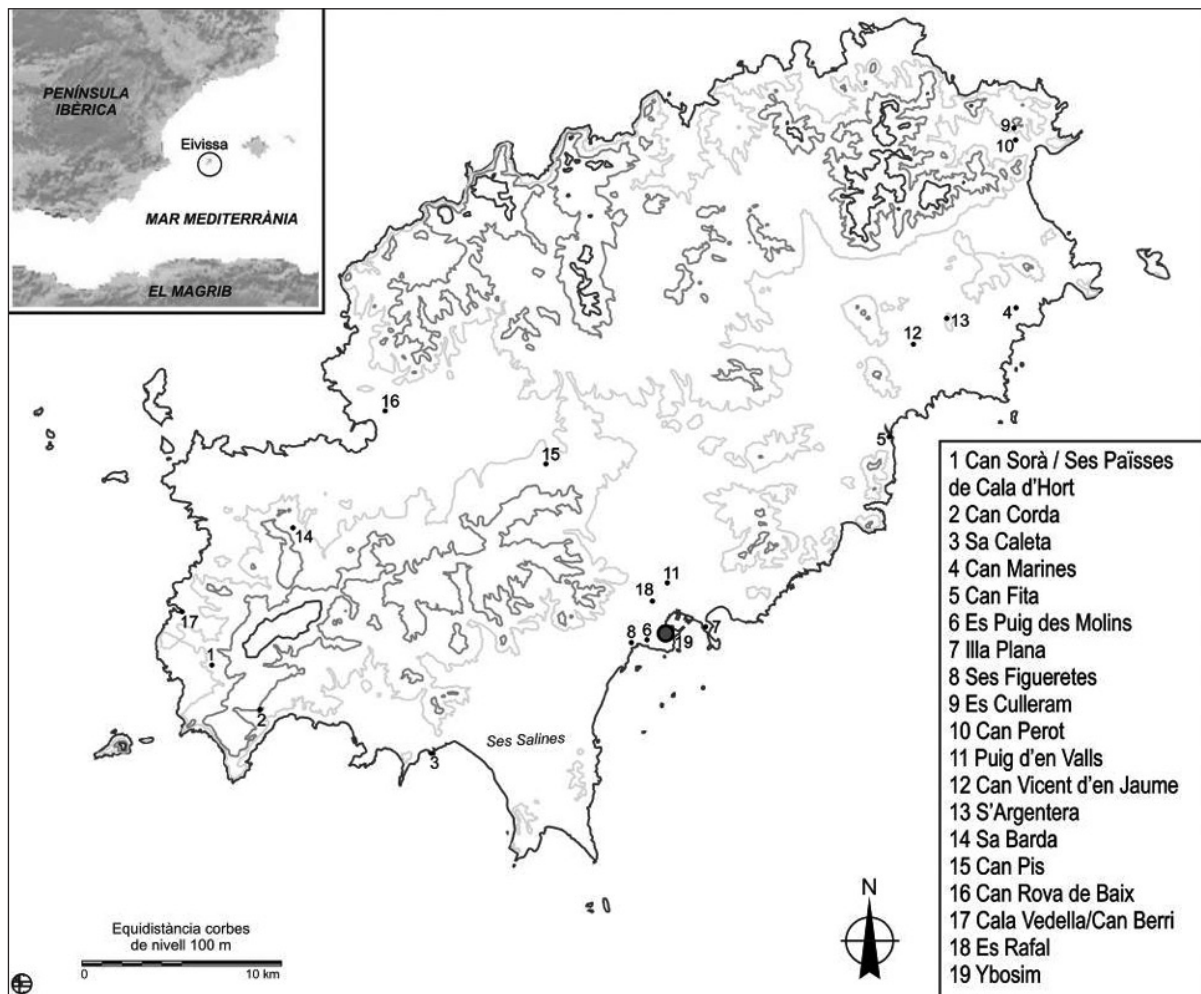 PENÍNSULA
IBÈRICA
Eivissa
MAR MEDITERRÀNIA
EL MAGRIB
9
10
4
13
12
16
5
15
14
11
18
17
7
8
6
19
1
2
Ses Salines
3
1 Can Sorà / Ses Païsses
de Cala d'Hort
2 Can Corda
3 Sa Caleta
4 Can Marines
5 Can Fita
6 Es Puig des Molins
7 Illa Plana
8 Ses Figueretes
9 Es Culleram
10 Can Perot
11 Puig d'en Valls
12 Can Vicent d'en Jaume
13 S'Argentera
14 Sa Barda
15 Can Pis
16 Can Rova de Baix
17 Cala Vedella/Can Berri
18 Es Rafal
19 Ybosim
N
Equidistància corbes
de nivell 100 m
0 10 km